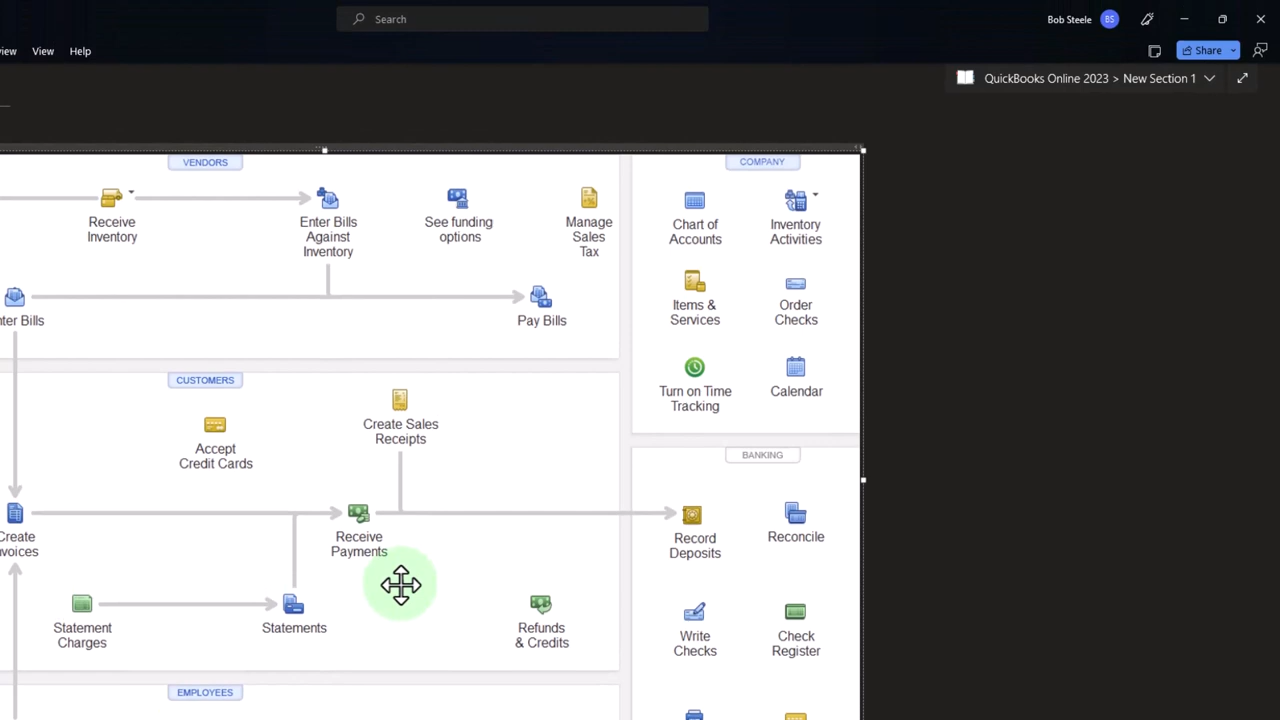 Search
Bob Steele
BS
View
Help
Share
QuickBooks Online 2023 > New Section 1
VENDORS
Receive
Inventory
Enter Bills
Against
Inventory
See funding
options
Manage
Sales
Tax
Pay Bills
COMPANY
Chart of
Accounts
Inventory
Activities
Items &
Services
Order
Checks
Turn on Time
Tracking
Calendar
CUSTOMERS
Accept
Credit Cards
Create Sales
Receipts
Receive
Payments
Statement
Charges
Statements
Refunds
& Credits
BANKING
Record
Deposits
Reconcile
Write
Checks
Check
Register
EMPLOYEES